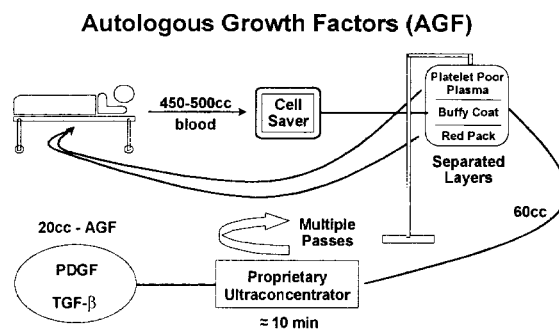 Autologous Growth Factors (AGF)
450-500cc
blood
Cell
Saver
Platelet Poor
Plasma
Buffy Coat
Red Pack
Separated
Layers
60cc
20cc - AGF
PDGF
TGF-β
Multiple
Passes
Proprietary
Ultraconcentrator
≈ 10 min